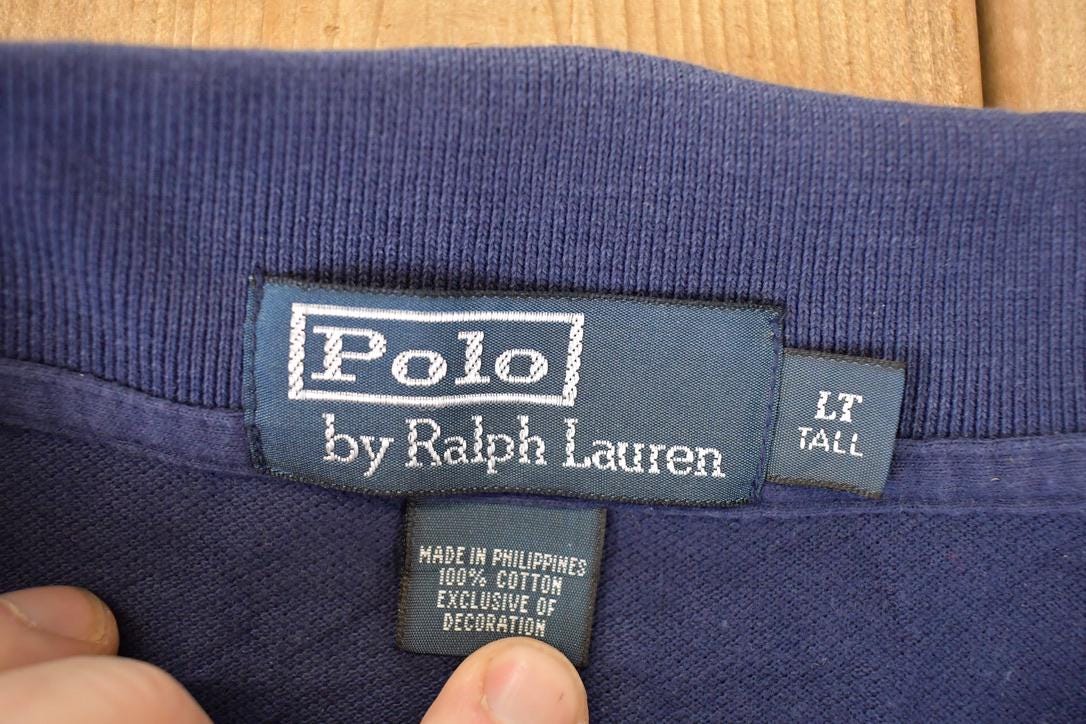 Polo
by Ralph Lauren
LT
TALL
MADE IN PHILIPPINES
100% COTTON
EXCLUSIVE OF
DECORATION